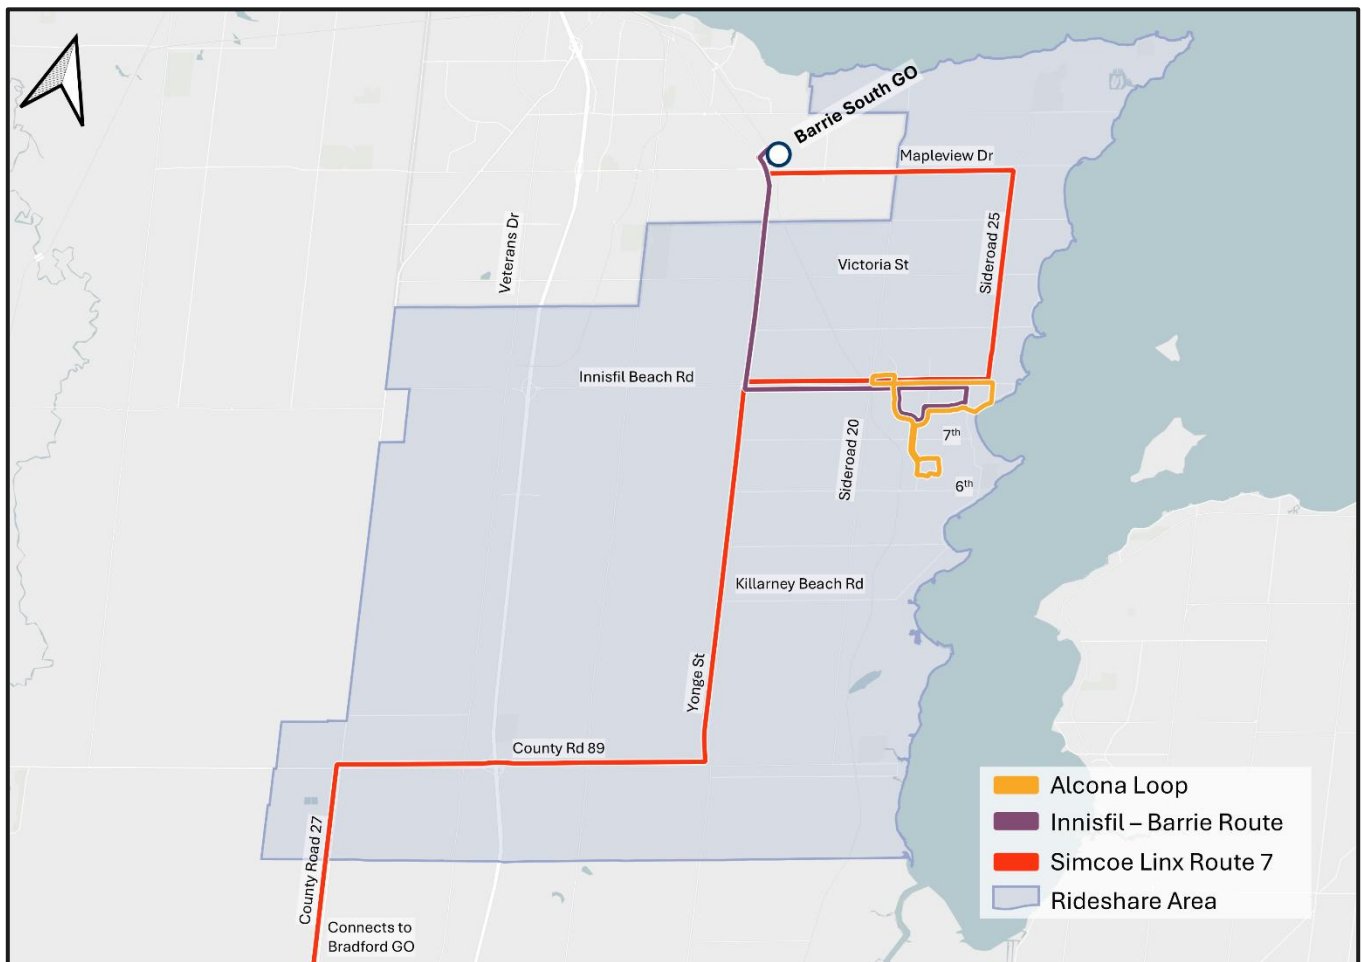 Barrie South GO
Mapleview Dr
Veterans Dr
Sideroad 25
Victoria St
Innisfil Beach Rd
Sideroad 20
7th
6th
Killarney Beach Rd
Yonge St
County Rd 89
County Road 27
Connects to
Bradford GO
Alcona Loop
Innisfil – Barrie Route
Simcoe Linx Route 7
Rideshare Area